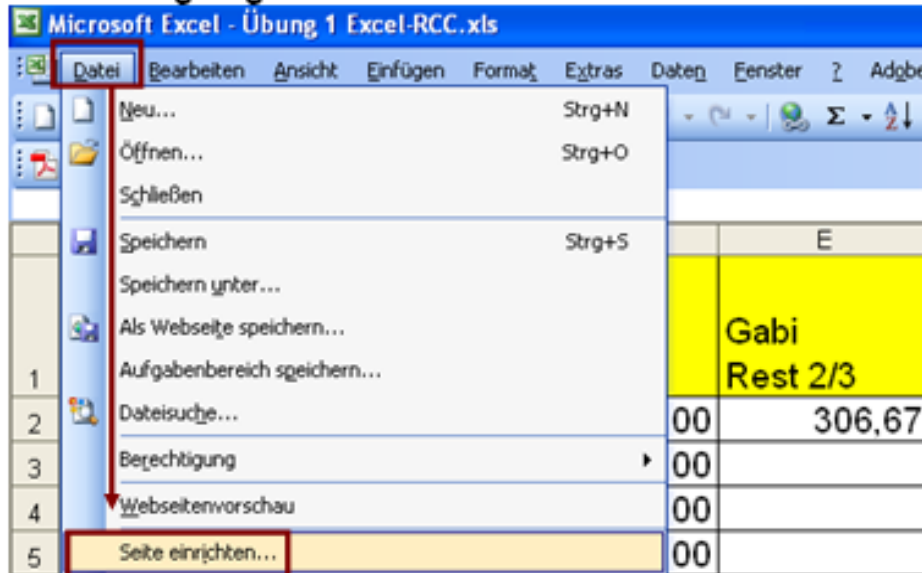 Microsoft Excel - Übung 1 Excel-RCC.xls
Datei Bearbeiten Ansicht Einfügen Format Extras Daten Fenster ? Adobe
Neu... Strg+N
Öffnen... Strg+O
Schließen
Speichern Strg+S
Speichern unter...
Als Webseite speichern...
Aufgabenbereich speichern...
Dateisuche...
Berechtigung
Webseitenvorschau
Seite einrichten...
E
1 Gabi
Rest 2/3
2 00 306,67
3 00
4 00
5 00